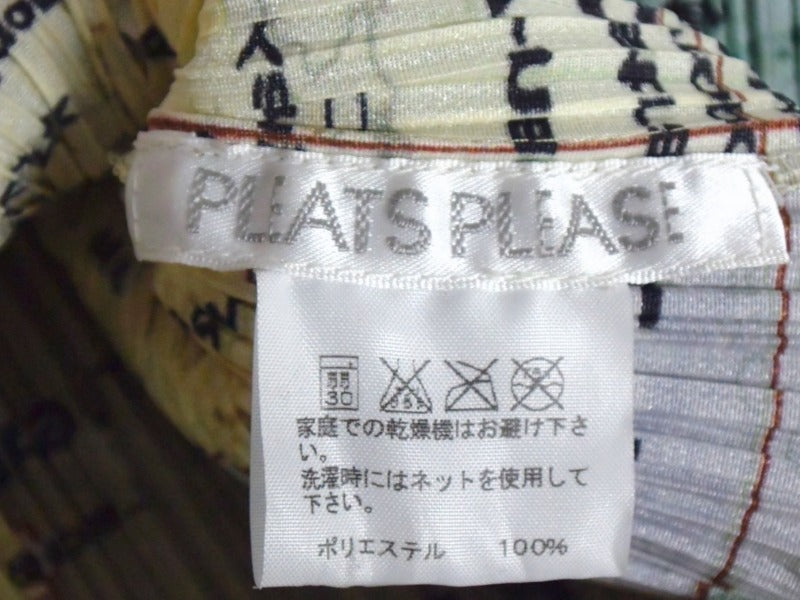 PLEATS PLEASE
弱
30
家庭での乾燥機はお避け下さ
い。
洗濯時にはネットを使用して
下さい。
ポリエステル 100%